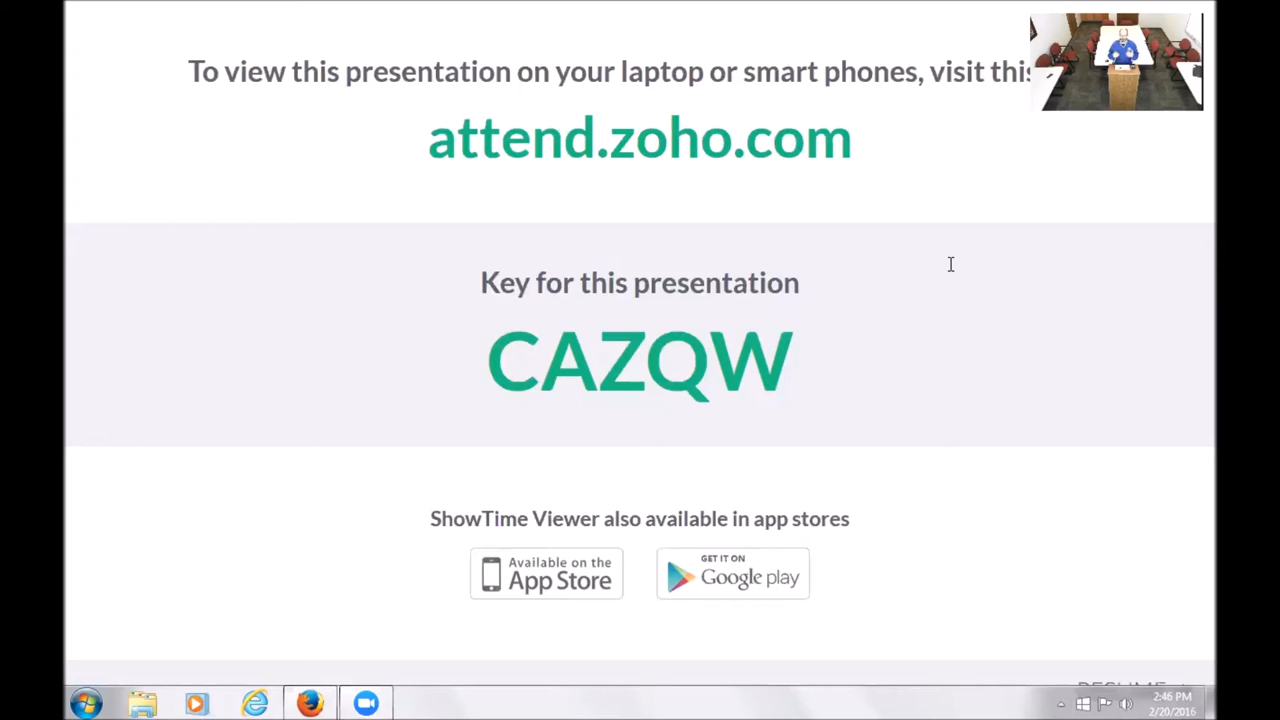 To view this presentation on your laptop or smart phones, visit this
attend.zoho.com
Key for this presentation
CAZQW
ShowTime Viewer also available in app stores
Available on the
App Store
GET IT ON
Google play
2:46 PM
2/20/2016